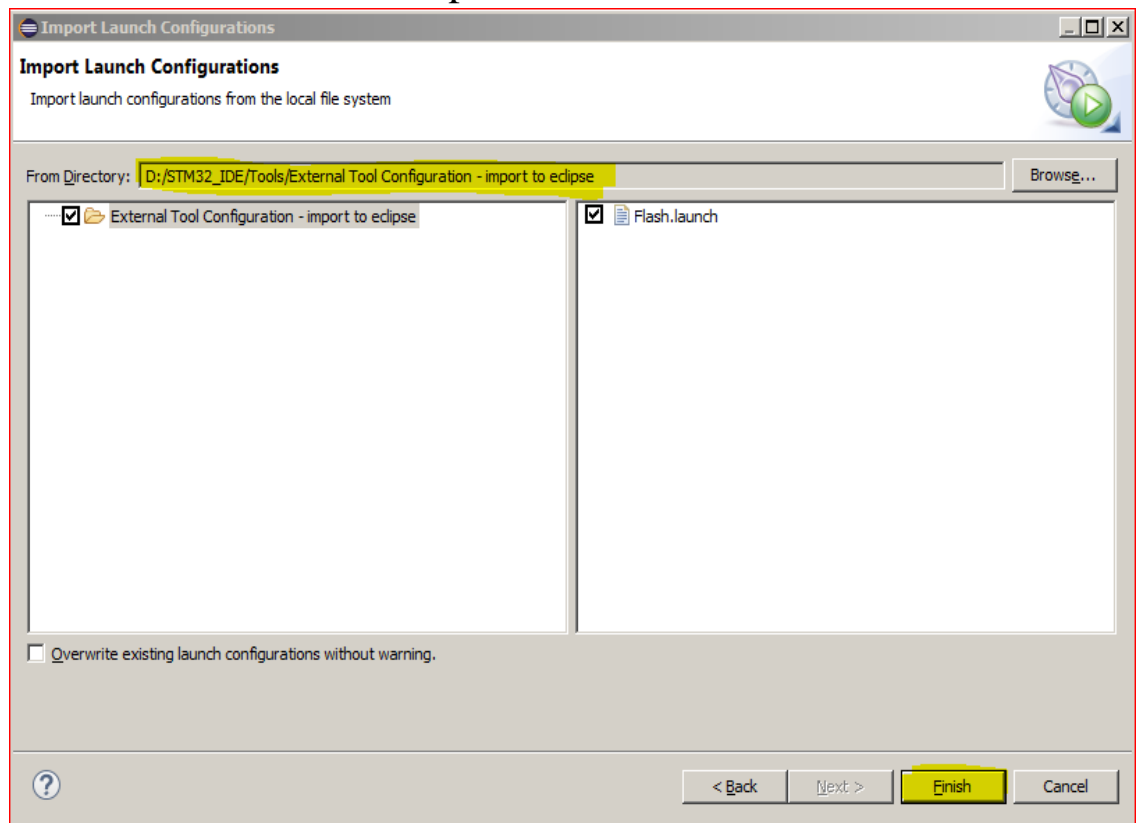 Import Launch Configurations
Import Launch Configurations
Import launch configurations from the local file system
From Directory: D:/STM32_IDE/Tools/External Tool Configuration - import to eclipse Browse...
External Tool Configuration - import to eclipse
Flash.launch
Overwrite existing launch configurations without warning.
? < Back Next > Finish Cancel